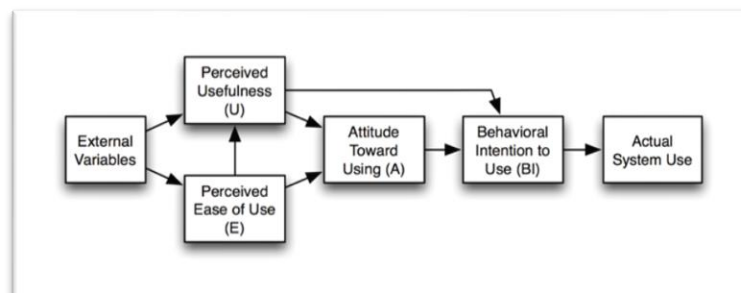 Perceived
Usefulness
(U)
External
Variables
Perceived
Ease of Use
(E)
Attitude
Toward
Using (A)
Behavioral
Intention to
Use (BI)
Actual
System Use